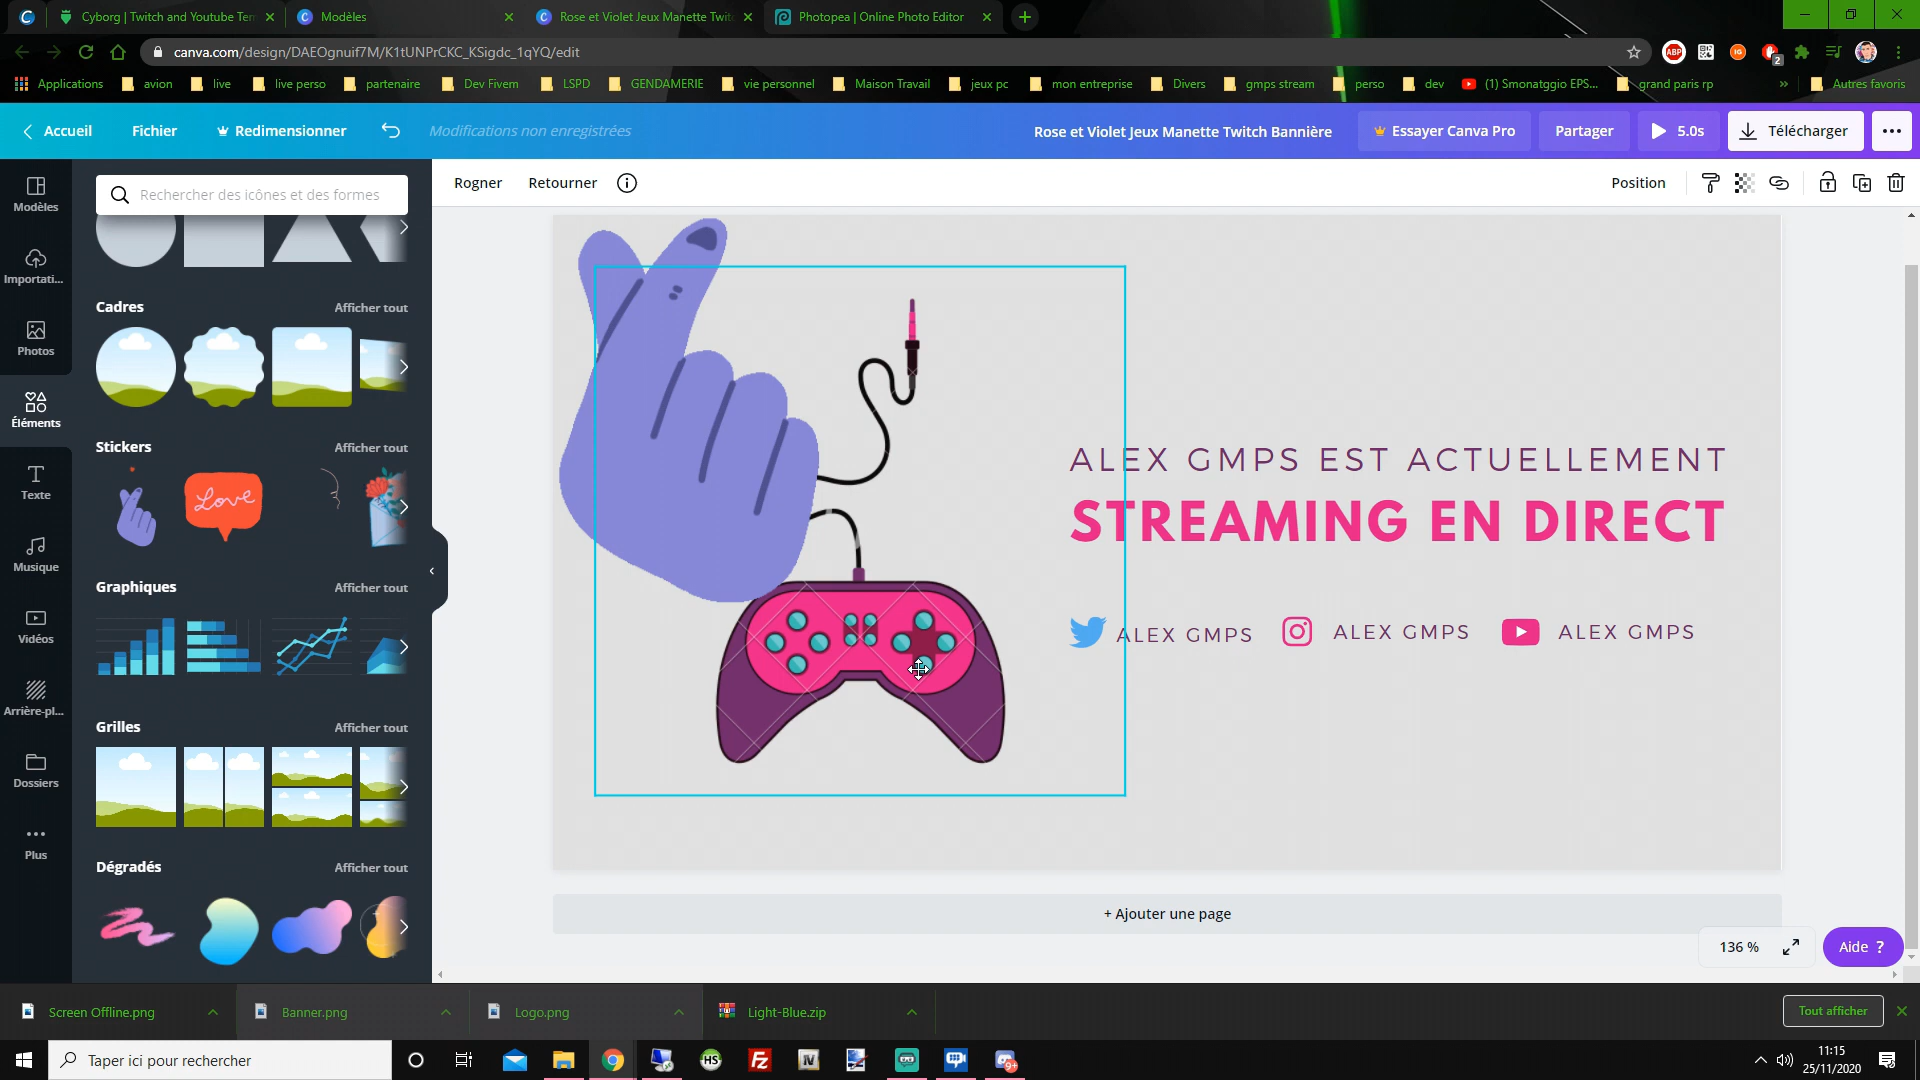 Cyborg | Twitch and Youtube Tem
Modèles
Rose et Violet Jeux Manette Twitc
Photopea | Online Photo Editor
canva.com/design/DAEOgnuif7M/K1tUNPrCKC_KSigdc_1qYQ/edit
ABP
IG
2
Applications
avion
live
live perso
partenaire
Dev Fivem
LSPD
GENDAMERIE
vie personnel
Maison Travail
jeux pc
mon entreprise
Divers
gmps stream
perso
dev
(1) Smonatggio EPS...
grand paris rp
Autres favoris
Accueil
Fichier
Redimensionner
Modifications non enregistrées
Rose et Violet Jeux Manette Twitch Bannière
Essayer Canva Pro
Partager
5.0s
Télécharger
Modèles
Importati...
Photos
Éléments
Texte
Musique
Vidéos
Arrière-pl...
Dossiers
Plus
Rechercher des icônes et des formes
Cadres
Afficher tout
Stickers
Afficher tout
Love
Graphiques
Afficher tout
Grilles
Afficher tout
Dégradés
Afficher tout
Rogner
Retourner
Position
ALEX GMPS EST ACTUELLEMENT
STREAMING EN DIRECT
ALEX GMPS
ALEX GMPS
ALEX GMPS
+ Ajouter une page
136 %
Aide ?
Screen Offline.png
Banner.png
Logo.png
Light-Blue.zip
Tout afficher
Taper ici pour rechercher
HS
FZ
9+
11:15
25/11/2020